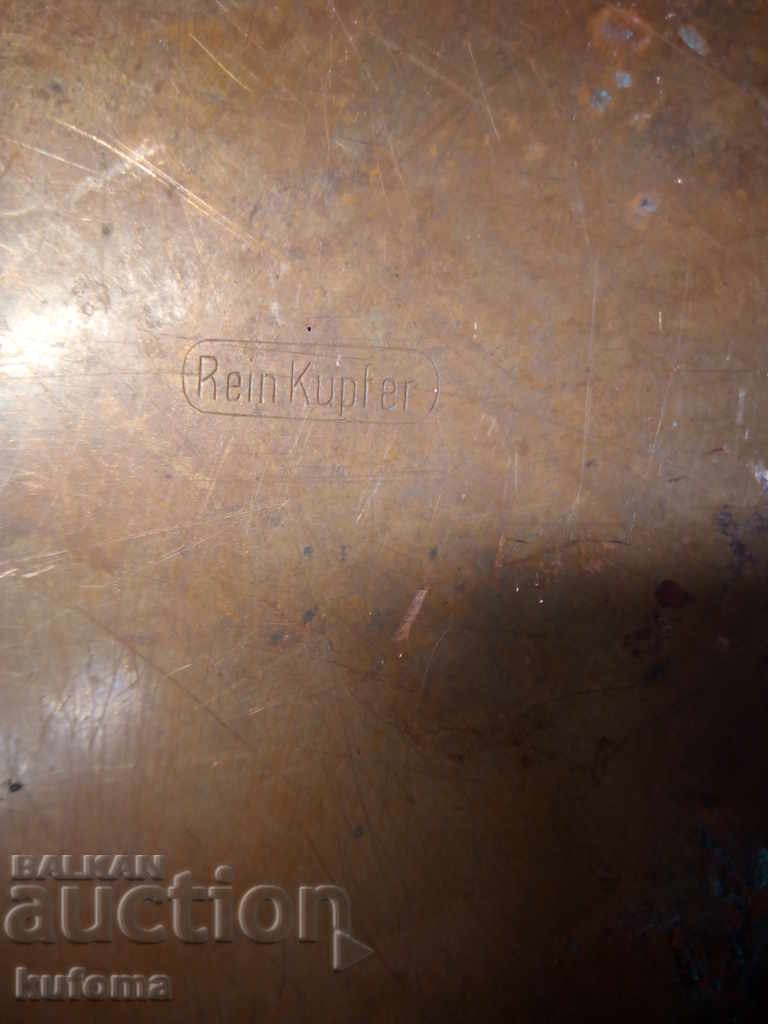 Rein Kupfer
BALKAN
auction
kufoma